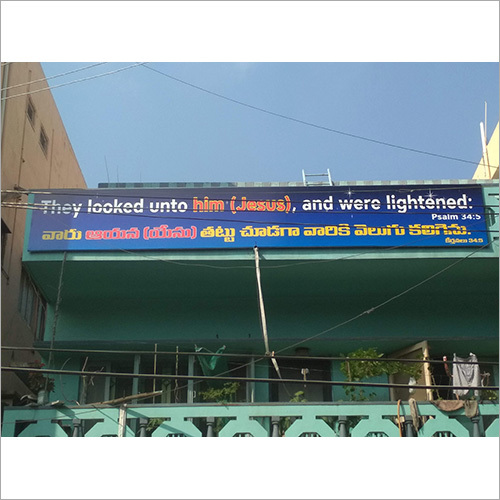 They looked unto him (Jesus), and were lightened:
Psalm 34:5
వారు ఆయన (యేసు) తట్టు చూడగా వారికి వెలుగు కలిగెను.
కీర్తనలు 34:5